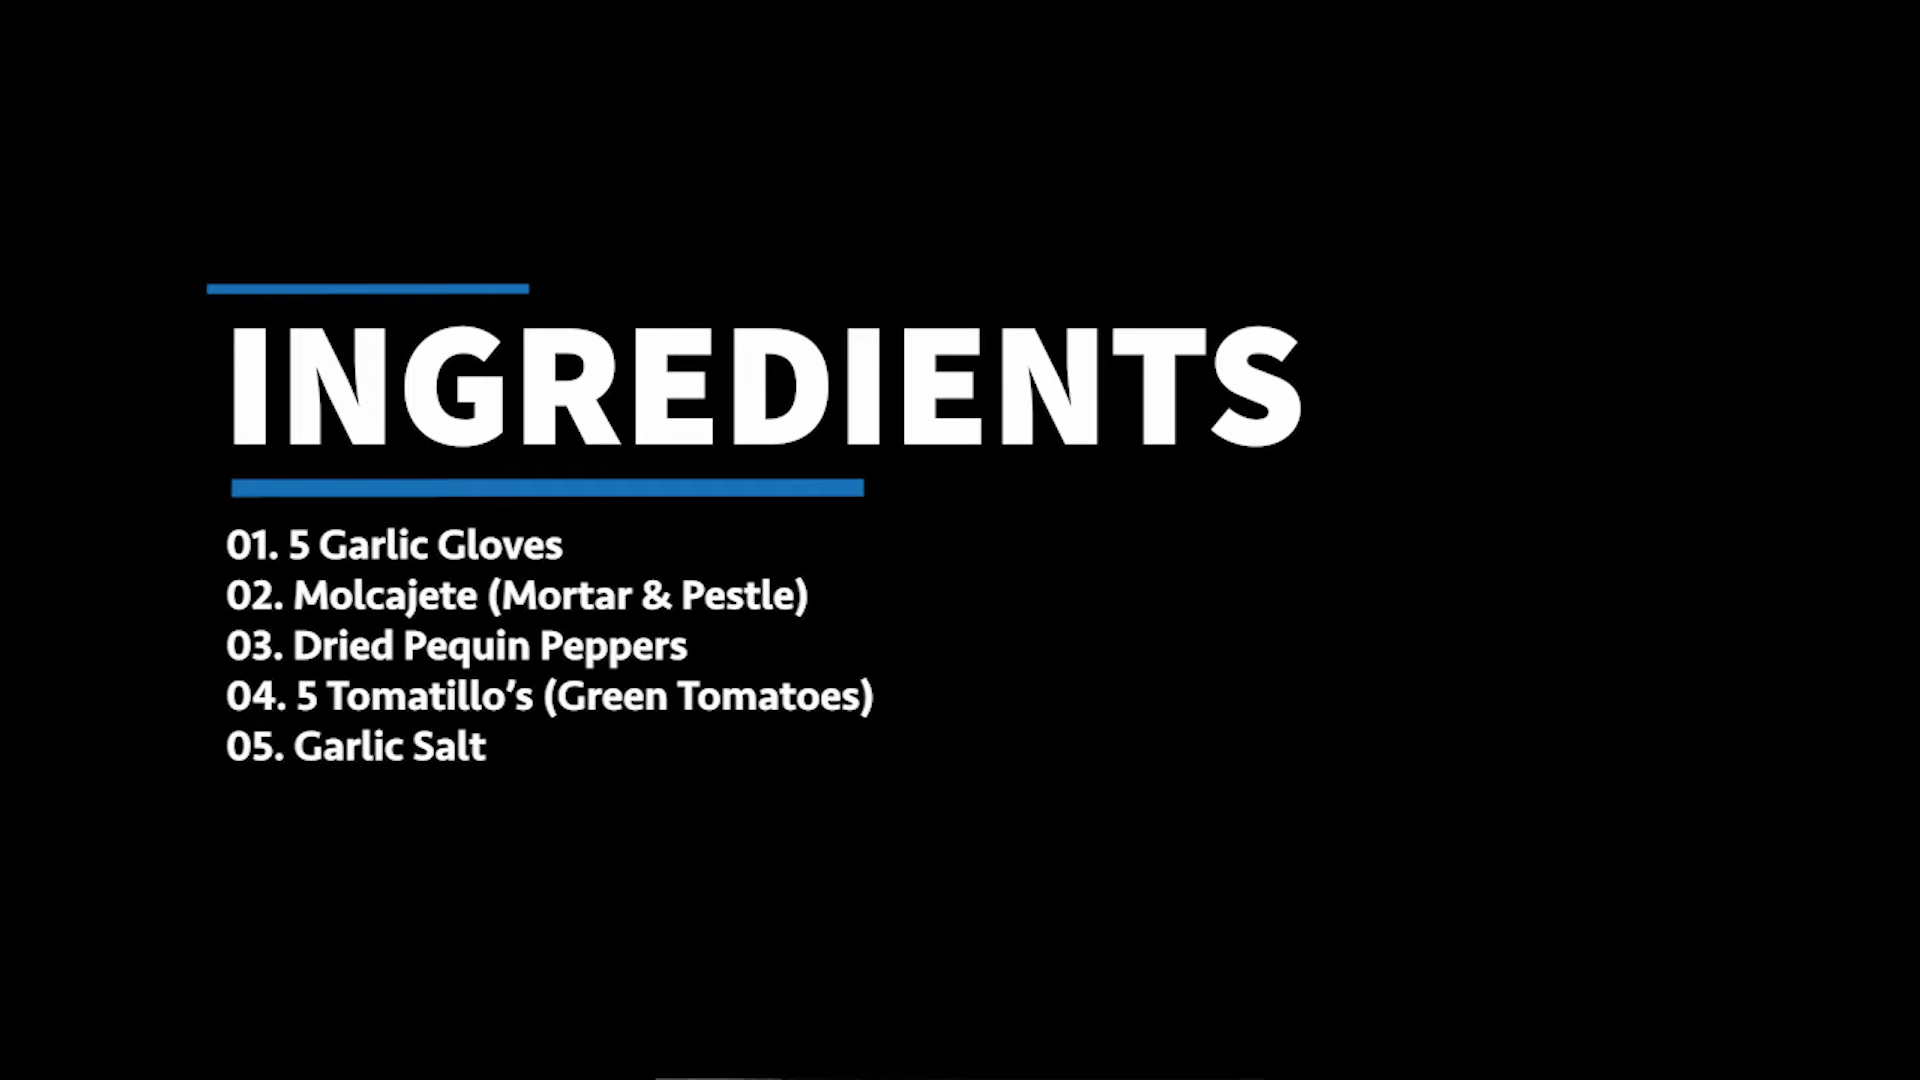 INGREDIENTS
01. 5 Garlic Gloves
02. Molcajete (Mortar & Pestle)
03. Dried Pequin Peppers
04. 5 Tomatillo’s (Green Tomatoes)
05. Garlic Salt